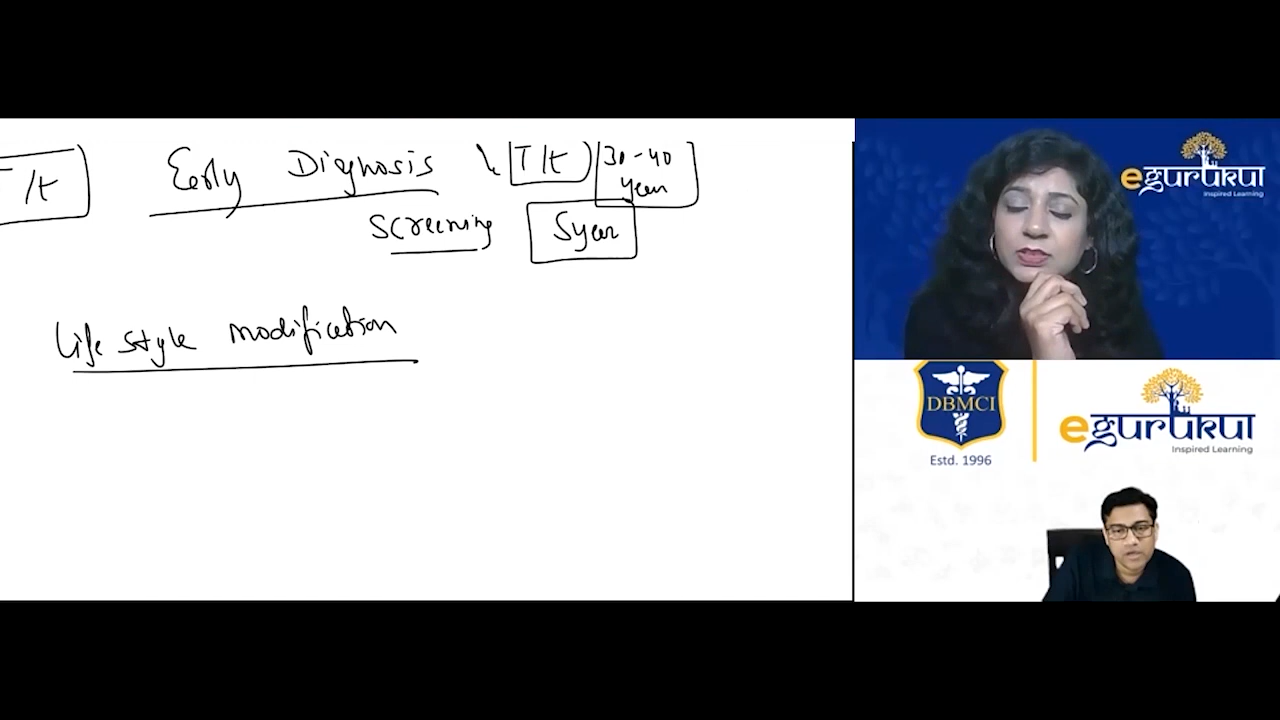 T/t
Early Diagnosis T/t 30-40
year
Screening 5year
Life style modification
egurukul
Inspired Learning
DBMCI
Estd. 1996
egurukul
Inspired Learning